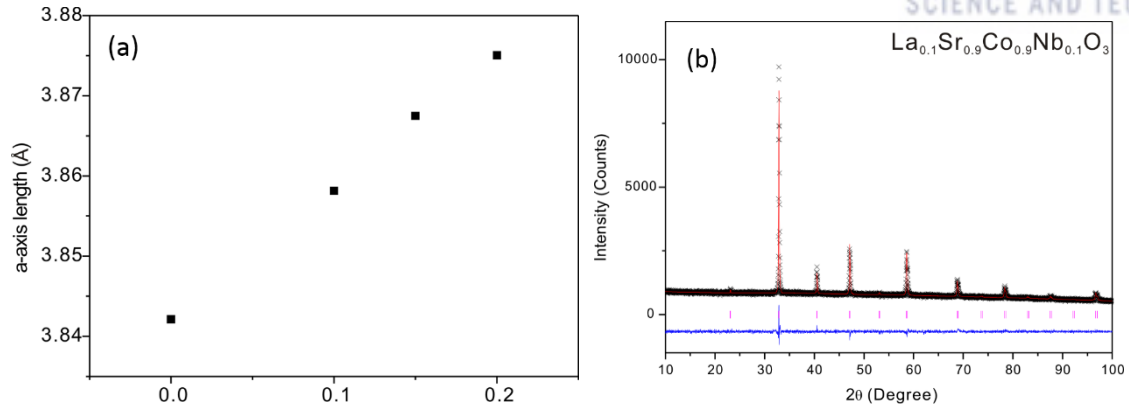 SCIENCE AND TEC
(a)
3.88
3.87
3.86
3.85
3.84
a-axis length (Å)
0.0 0.1 0.2
(b)
La₀.₁Sr₀.₉Co₀.₉Nb₀.₁O₃
10000
5000
0
Intensity (Counts)
10 20 30 40 50 60 70 80 90 100
2θ (Degree)